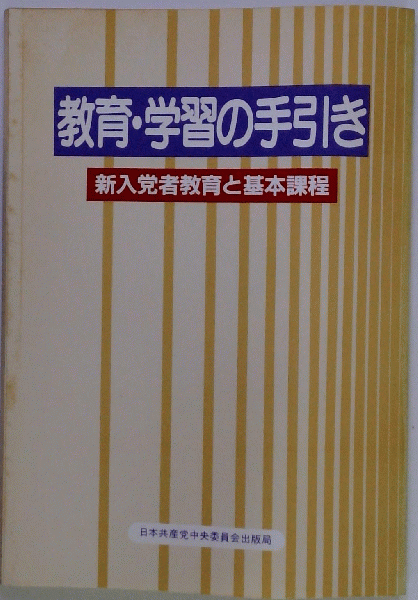 教育・学習の手引き
新入党者教育と基本課程
日本共産党中央委員会出版局